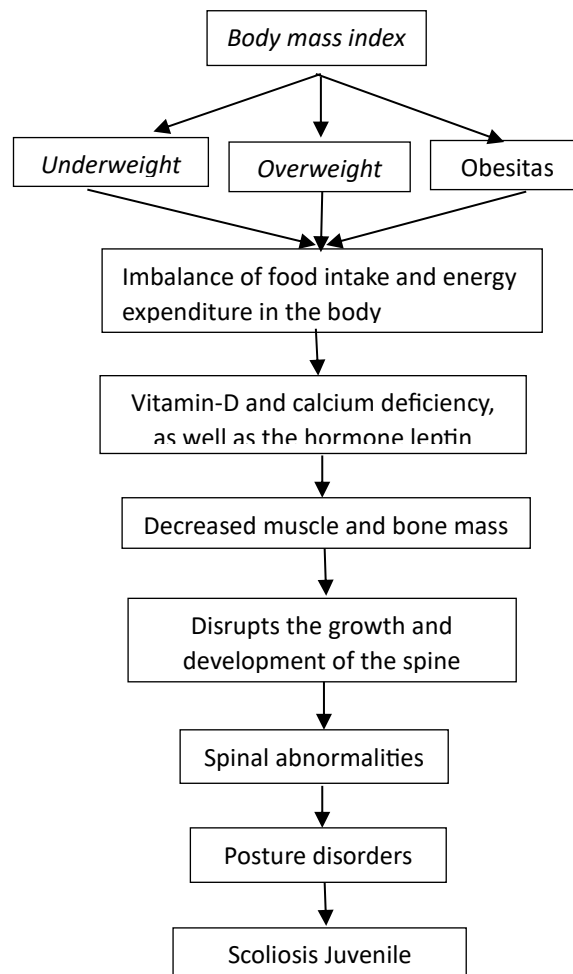 Body mass index
Underweight
Overweight
Obesitas
Imbalance of food intake and energy
expenditure in the body
Vitamin-D and calcium deficiency,
as well as the hormone leptin
Decreased muscle and bone mass
Disrupts the growth and
development of the spine
Spinal abnormalities
Posture disorders
Scoliosis Juvenile